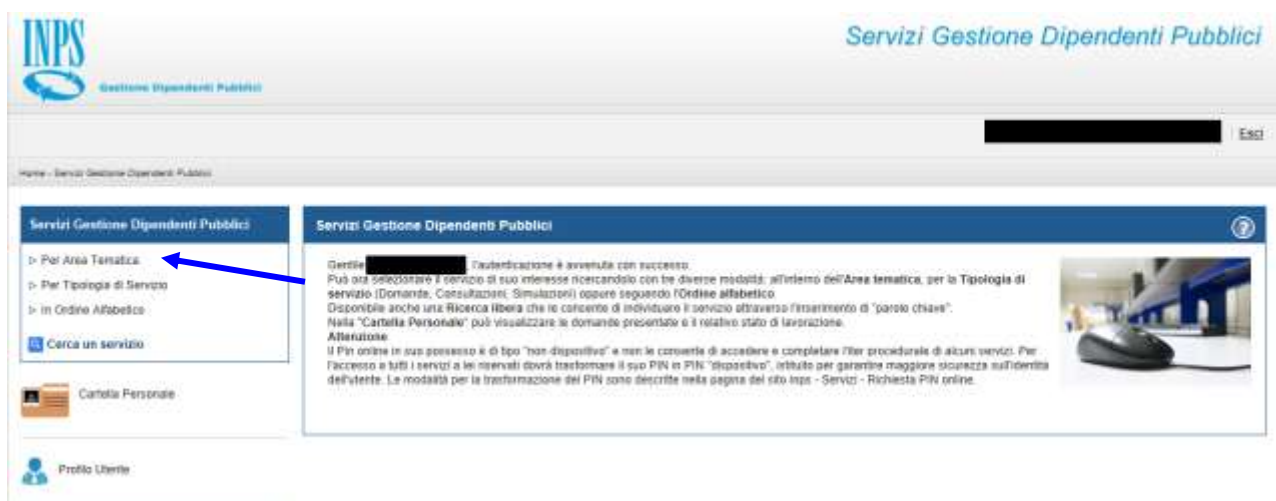 INPS
Gestione Dipendenti Pubblici
Servizi Gestione Dipendenti Pubblici
Esci
Home - Servizi Gestione Dipendenti Pubblici
Servizi Gestione Dipendenti Pubblici
Per Area Tematica
Per Tipologia di Servizio
In Ordine Alfabetico
Cerca un servizio
Cartella Personale
Profilo Utente
Servizi Gestione Dipendenti Pubblici
?
Gentile , l'autenticazione è avvenuta con successo.
Può ora selezionare il servizio di suo interesse ricercandolo con tre diverse modalità: all'interno dell'Area tematica, per la Tipologia di
servizio (Domande, Consultazioni, Simulazioni) oppure seguendo l'Ordine alfabetico.
Disponibile anche una Ricerca libera che le consente di individuare il servizio attraverso l'inserimento di "parole chiave".
Nella "Cartella Personale" può visualizzare le domande presentate e il relativo stato di lavorazione.
Attenzione
Il Pin online in suo possesso è di tipo "non dispositivo" e non le consente di accedere e completare l'iter procedurale di alcuni servizi. Per
l'accesso a tutti i servizi a lei riservati dovrà trasformare il suo PIN in PIN "dispositivo", istituito per garantire maggiore sicurezza sull'identità
dell'utente. Le modalità per la trasformazione del PIN sono descritte nella pagina del sito Inps - Servizi - Richiesta PIN online.